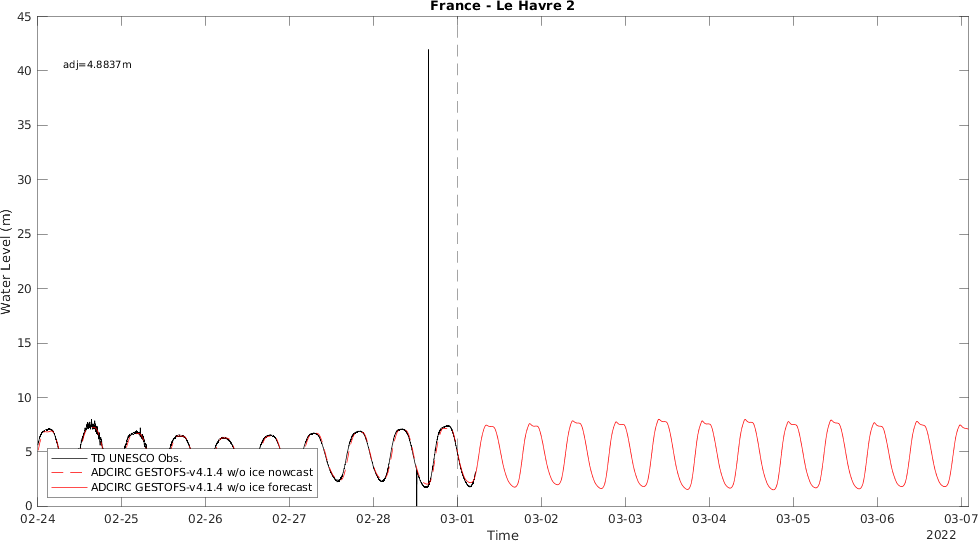 France - Le Havre 2
45
40
35
30
25
20
15
10
5
0
Water Level (m)
adj=4.8837m
TD UNESCO Obs.
ADCIRC GESTOFS-v4.1.4 w/o ice nowcast
ADCIRC GESTOFS-v4.1.4 w/o ice forecast
02-24 02-25 02-26 02-27 02-28 03-01 03-02 03-03 03-04 03-05 03-06 03-07
Time
2022